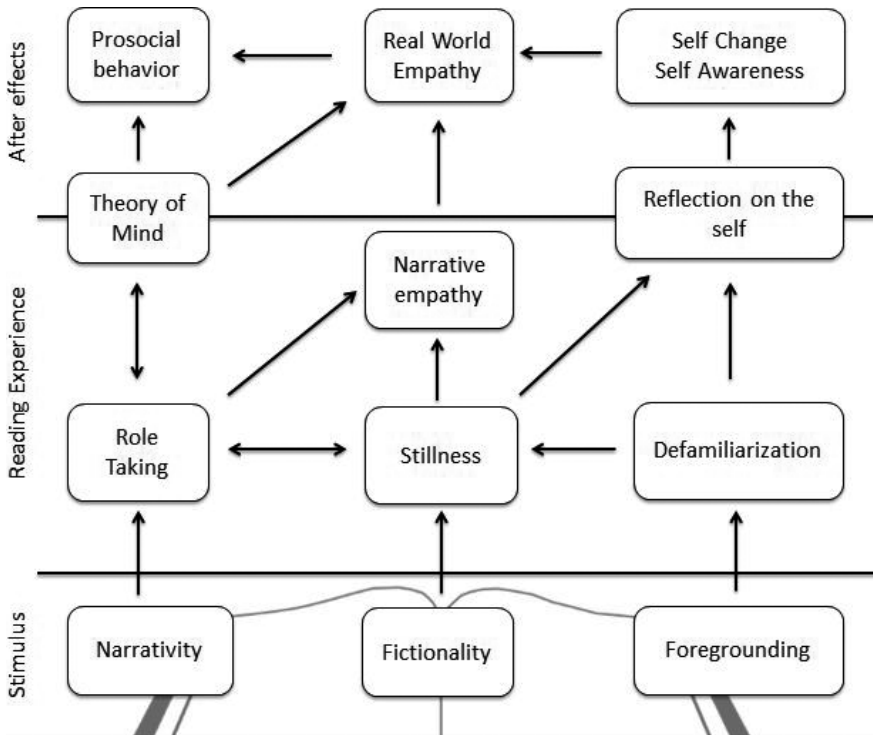 After effects
Prosocial
behavior
Real World
Empathy
Self Change
Self Awareness
Theory of
Mind
Reflection on the
self
Reading Experience
Narrative
empathy
Role
Taking
Stillness
Defamiliarization
Stimulus
Narrativity
Fictionality
Foregrounding